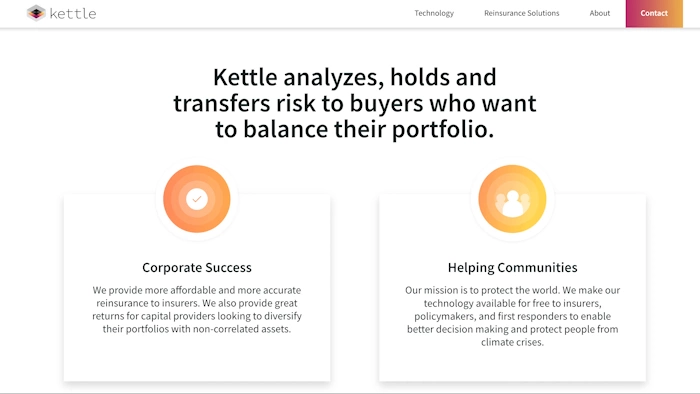 kettle
Technology
Reinsurance Solutions
About
Contact
Kettle analyzes, holds and
transfers risk to buyers who want
to balance their portfolio.
Corporate Success
We provide more affordable and more accurate
reinsurance to insurers. We also provide great
returns for capital providers looking to diversify
their portfolios with non-correlated assets.
Helping Communities
Our mission is to protect the world. We make our
technology available for free to insurers,
policymakers, and first responders to enable
better decision making and protect people from
climate crises.